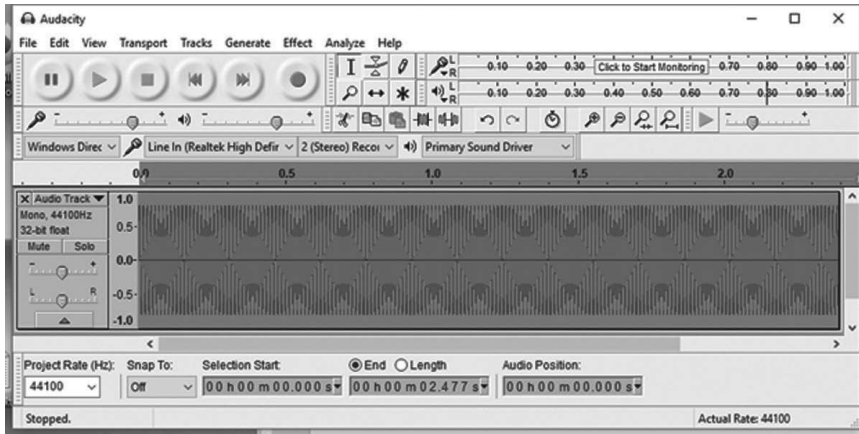 Audacity
File Edit View Transport Tracks Generate Effect Analyze Help
L
R
0.10 0.20 0.30 Click to Start Monitoring 0.70 0.80 0.90 1.00
L
R
0.10 0.20 0.30 0.40 0.50 0.60 0.70 0.80 0.90 1.00
Windows Direc Line In (Realtek High Defir 2 (Stereo) Recor Primary Sound Driver
0.5 1.0 1.5 2.0
X Audio Track 1.0
Mono, 44100Hz
32-bit float 0.5
Mute Solo
- + 0.0
L R -0.5
-1.0
Project Rate (Hz): Snap To: Selection Start: End Length Audio Position:
44100 Off 00 h 00 m 00.000 s 00 h 00 m 02.477 s 00 h 00 m 00.000 s
Stopped. Actual Rate: 44100